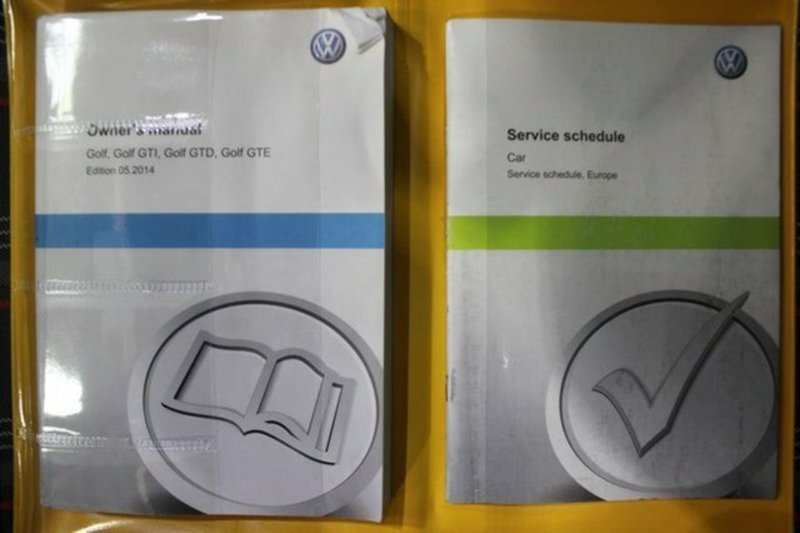 Owner's manual
Golf, Golf GTI, Golf GTD, Golf GTE
Edition 05.2014
Service schedule
Car
Service schedule, Europe